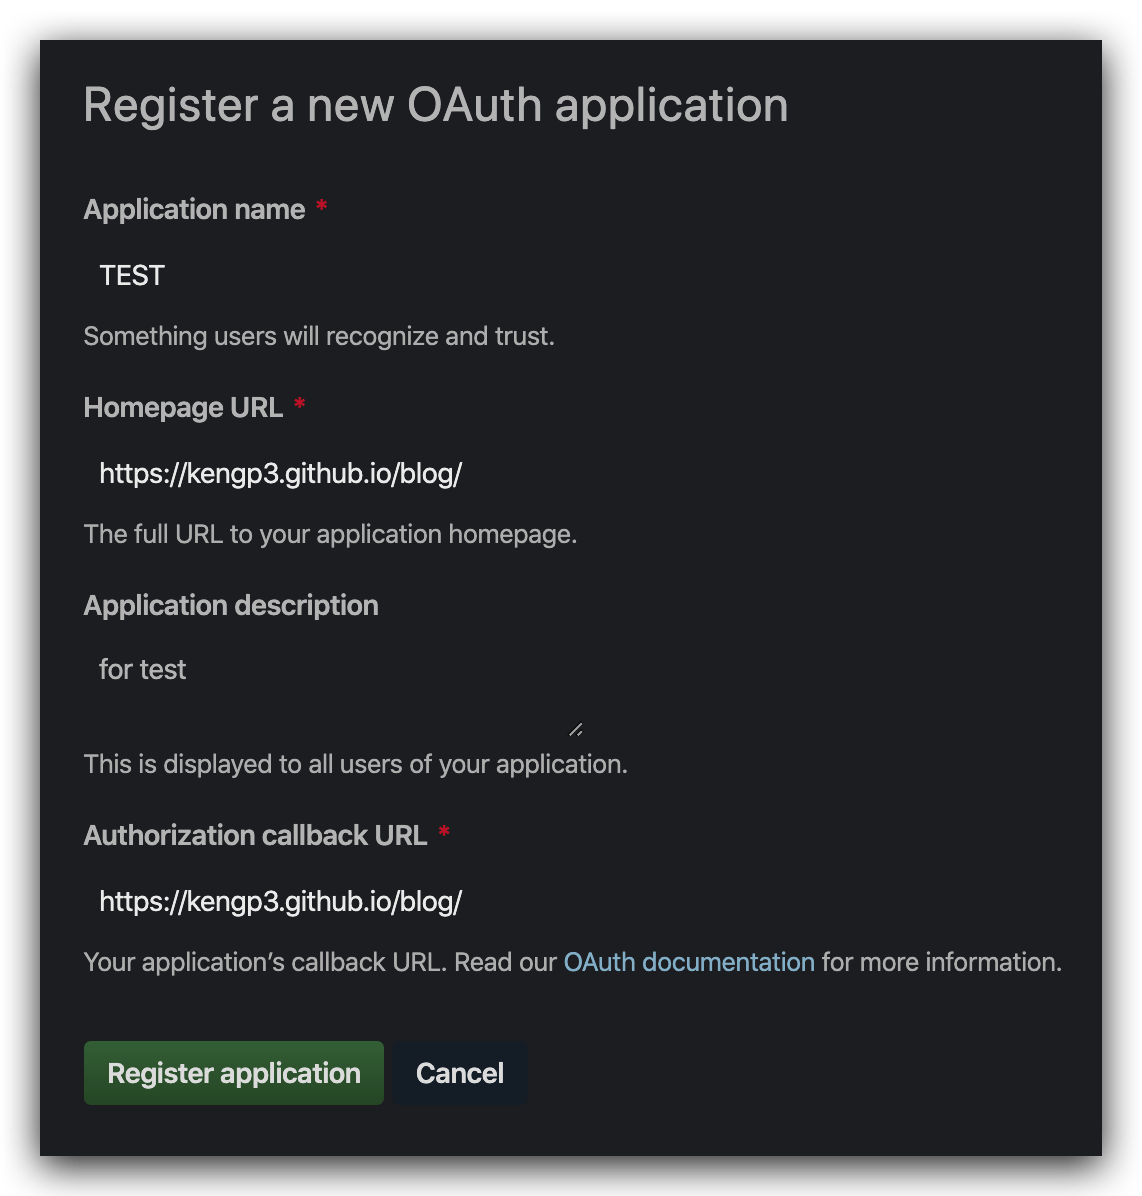 Register a new OAuth application
Application name *
TEST
Something users will recognize and trust.
Homepage URL *
https://kengp3.github.io/blog/
The full URL to your application homepage.
Application description
for test
This is displayed to all users of your application.
Authorization callback URL *
https://kengp3.github.io/blog/
Your application’s callback URL. Read our OAuth documentation for more information.
Register application
Cancel